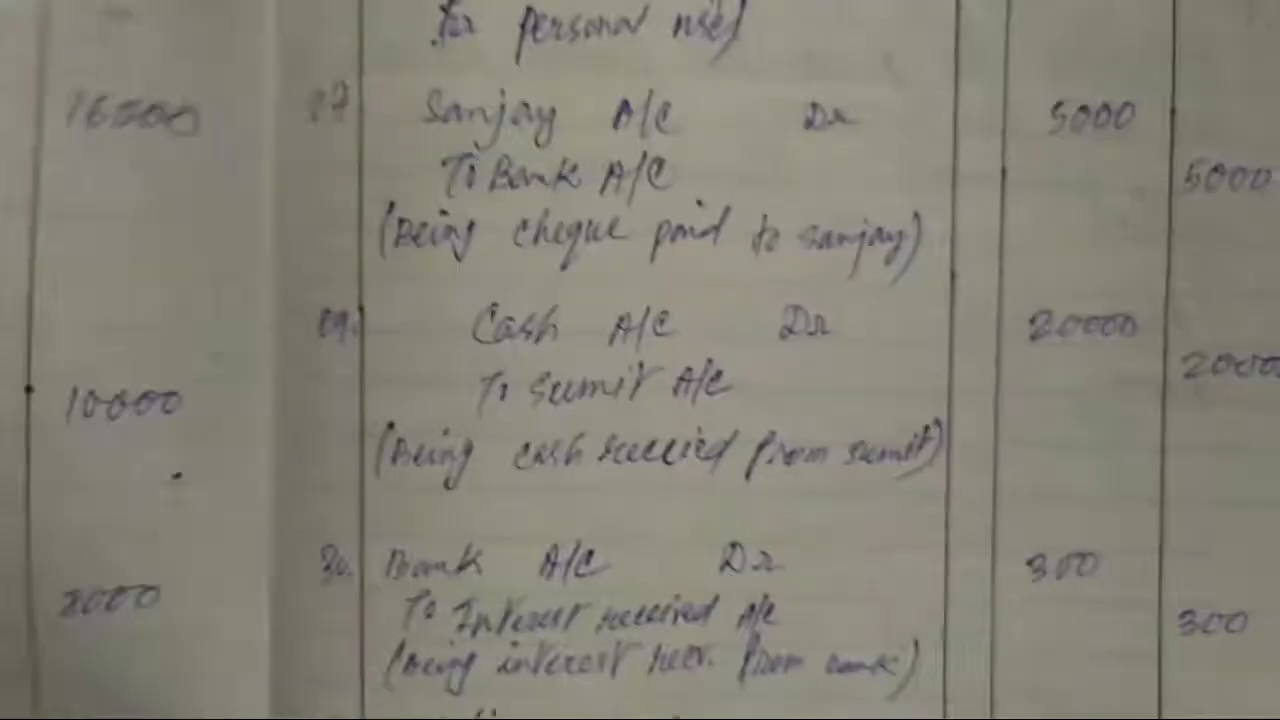 for personal use)
Sanjay A/C Dr 5000
To Bank A/C 5000
(Being cheque paid to Sanjay)
Cash A/C Dr 20000
To Sumit A/C 2000
10000
(Being cash received from sumit)
30. Bank A/C Dr 300
To Interest received A/c 300
(Being interest recv. from bank)